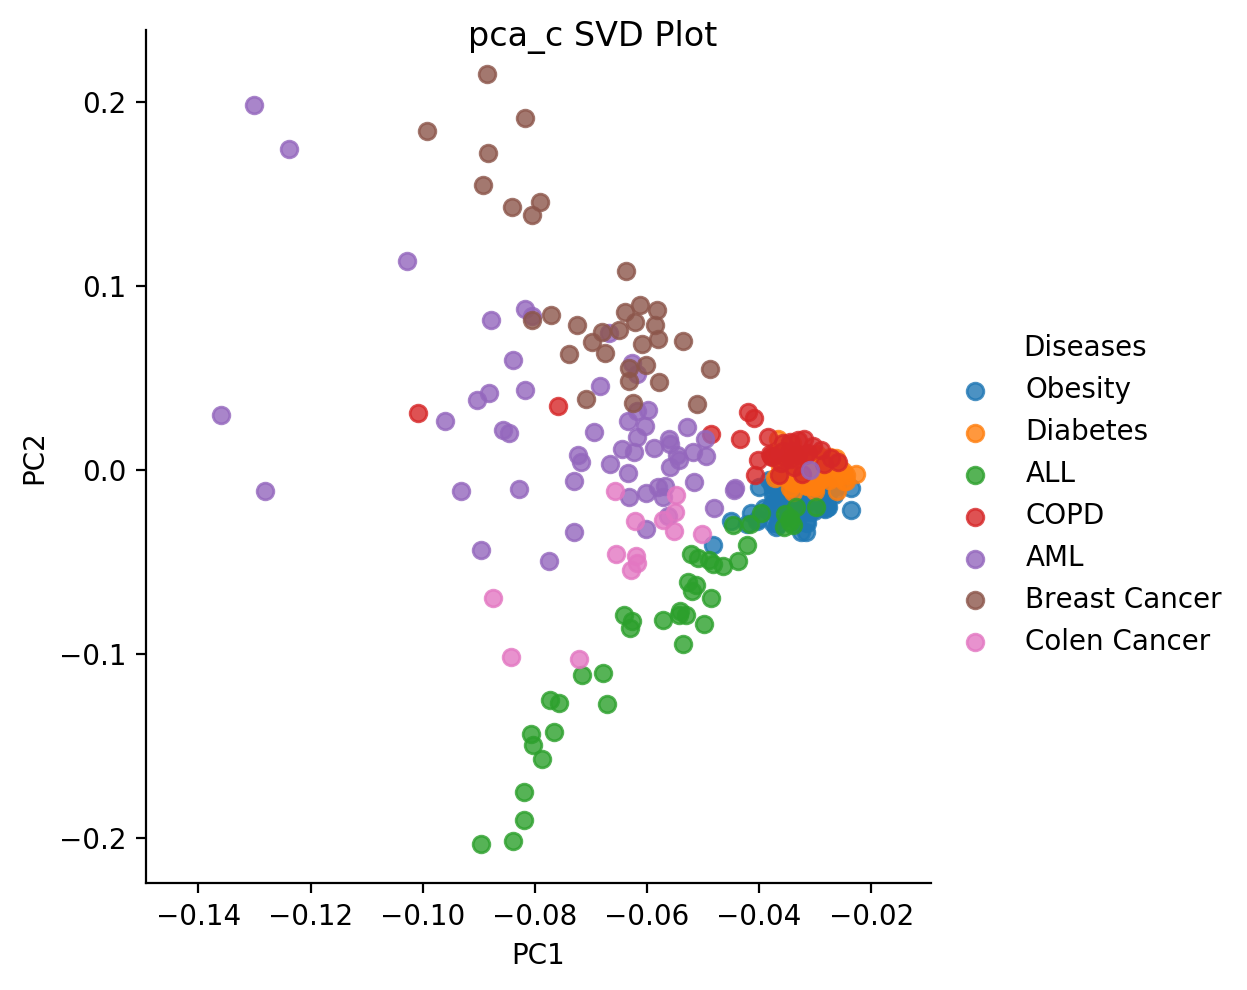 pca_c SVD Plot
0.2
0.1
0.0
−0.1
−0.2
PC2
−0.14 −0.12 −0.10 −0.08 −0.06 −0.04 −0.02
PC1
Diseases
Obesity
Diabetes
ALL
COPD
AML
Breast Cancer
Colen Cancer